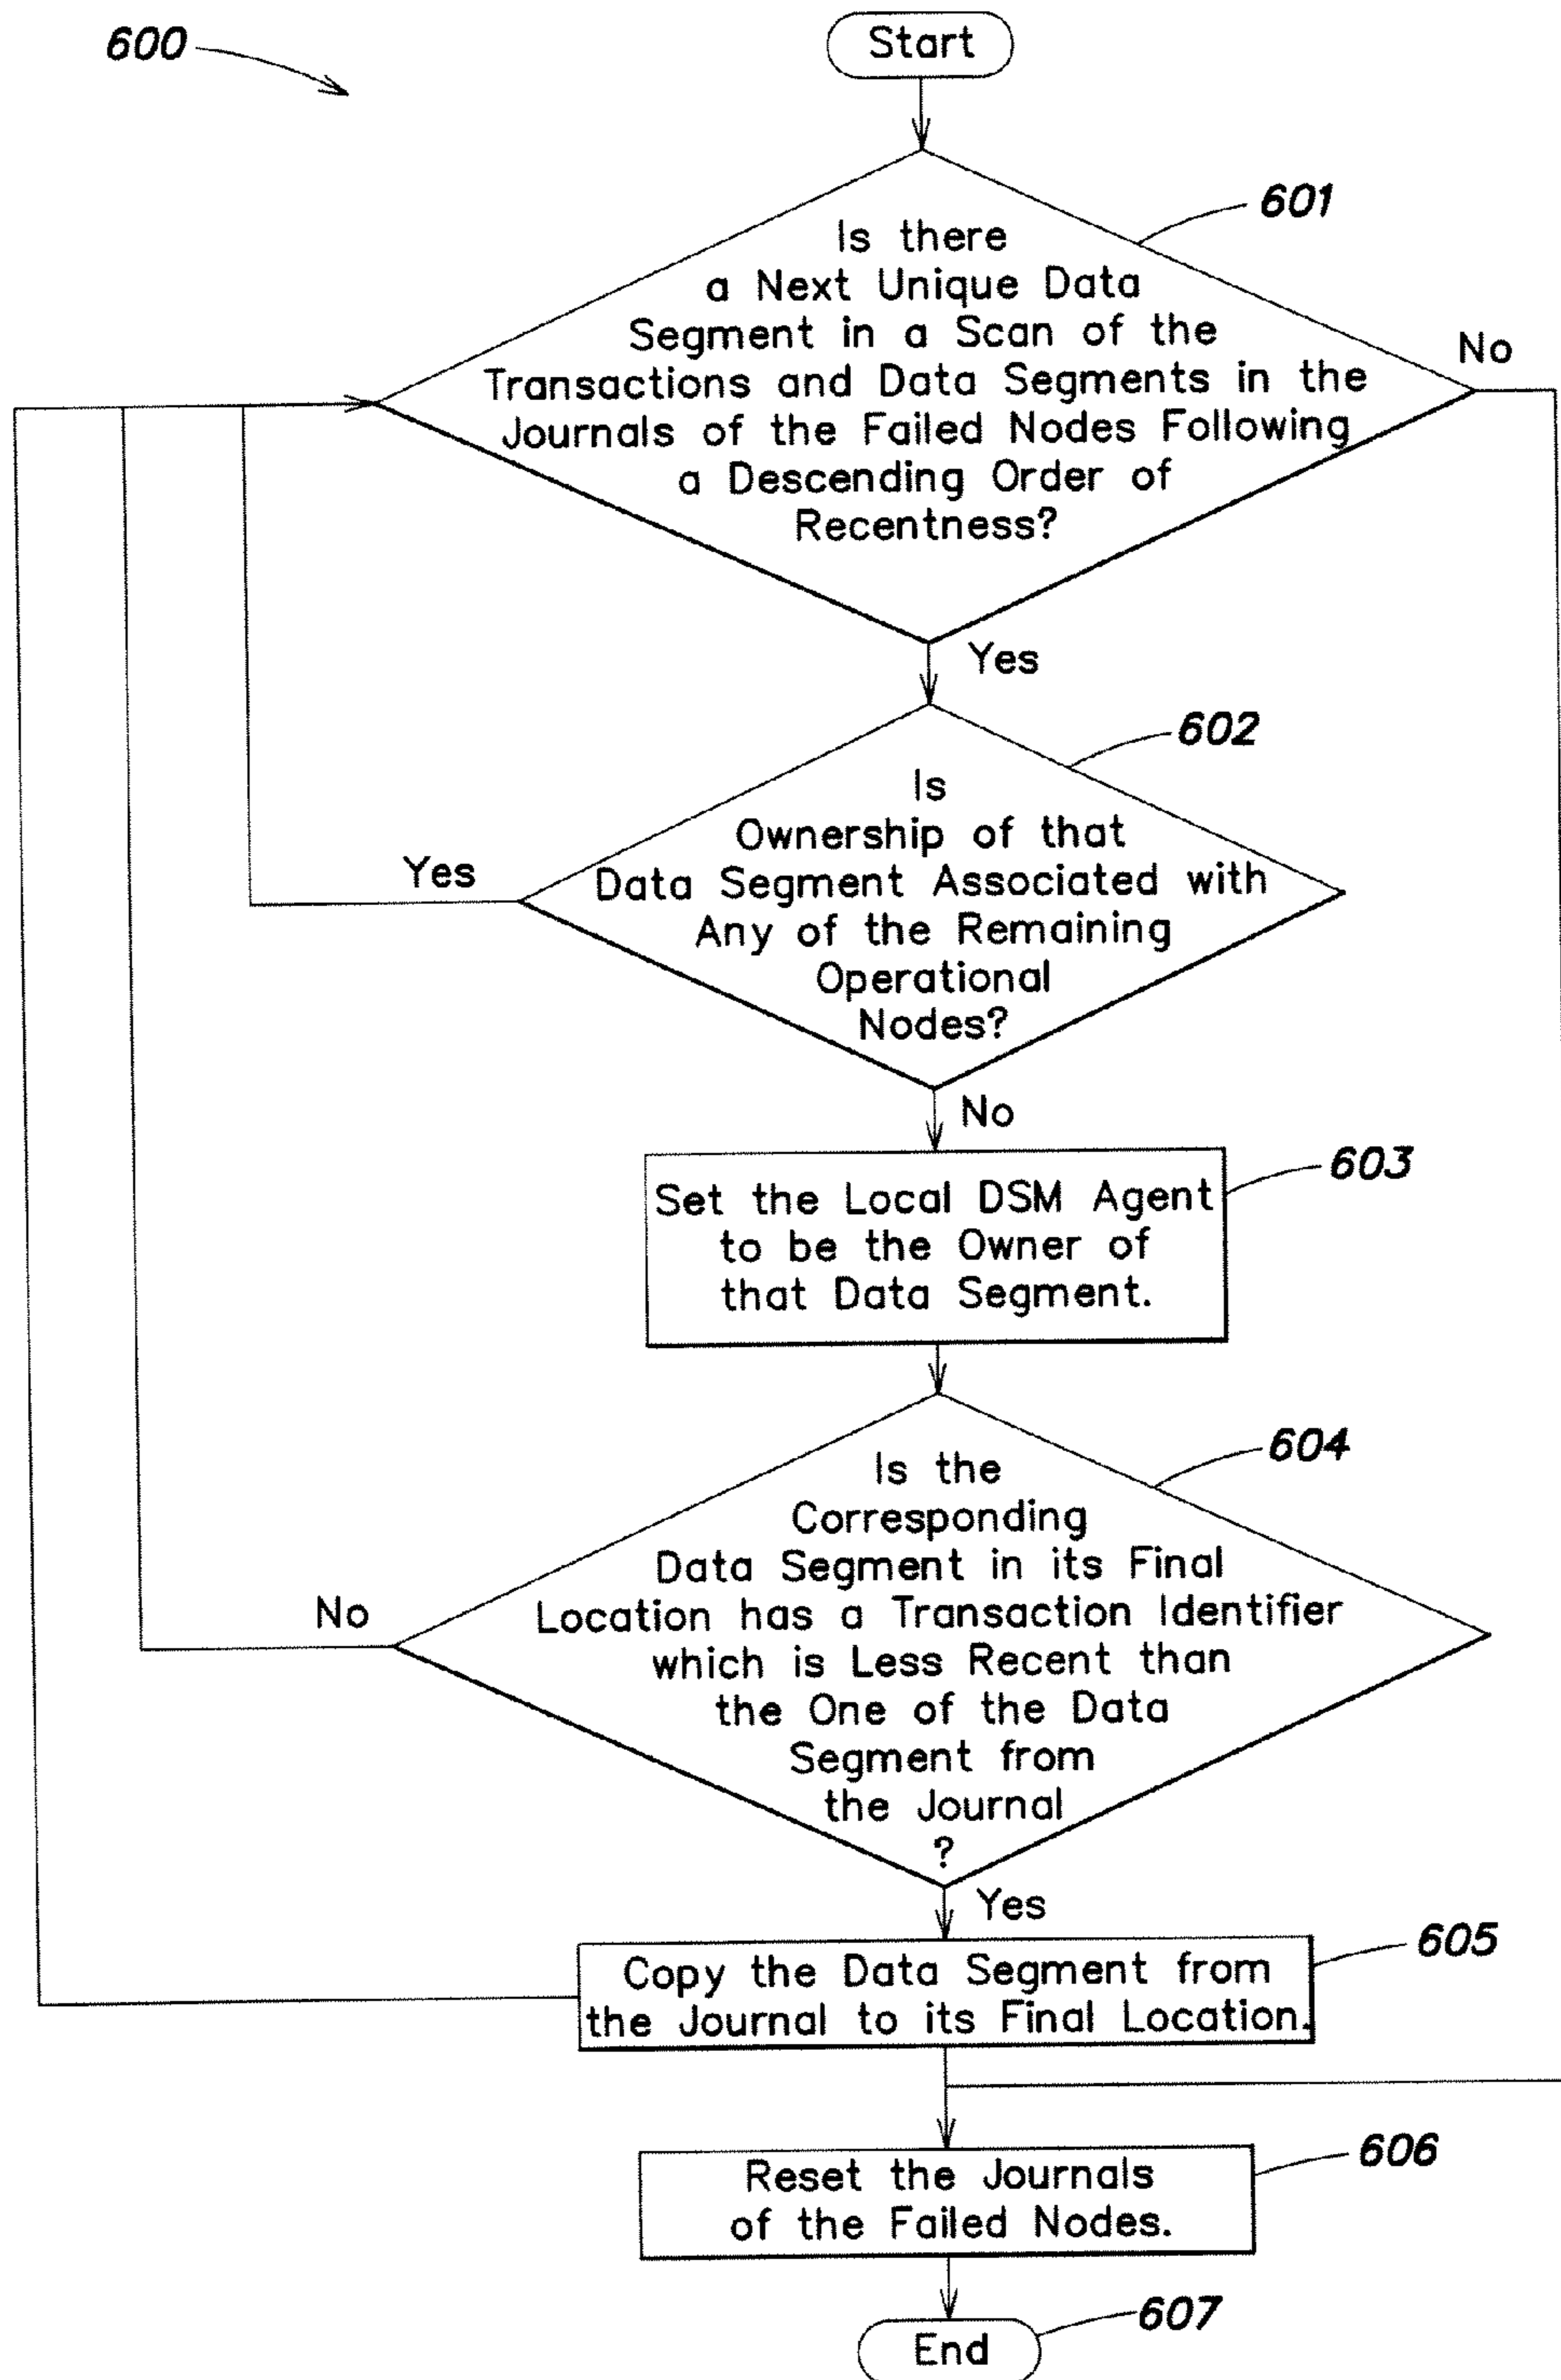 600
Start
601
Is there
a Next Unique Data
Segment in a Scan of the
Transactions and Data Segments in the
Journals of the Failed Nodes Following
a Descending Order of
Recentness?
No
Yes
602
Is
Ownership of that
Data Segment Associated with
Any of the Remaining
Operational
Nodes?
Yes
No
603
Set the Local DSM Agent
to be the Owner of
that Data Segment.
604
Is the
Corresponding
Data Segment in its Final
Location has a Transaction Identifier
which is Less Recent than
the One of the Data
Segment from
the Journal
?
No
Yes
605
Copy the Data Segment from
the Journal to its Final Location.
606
Reset the Journals
of the Failed Nodes.
607
End